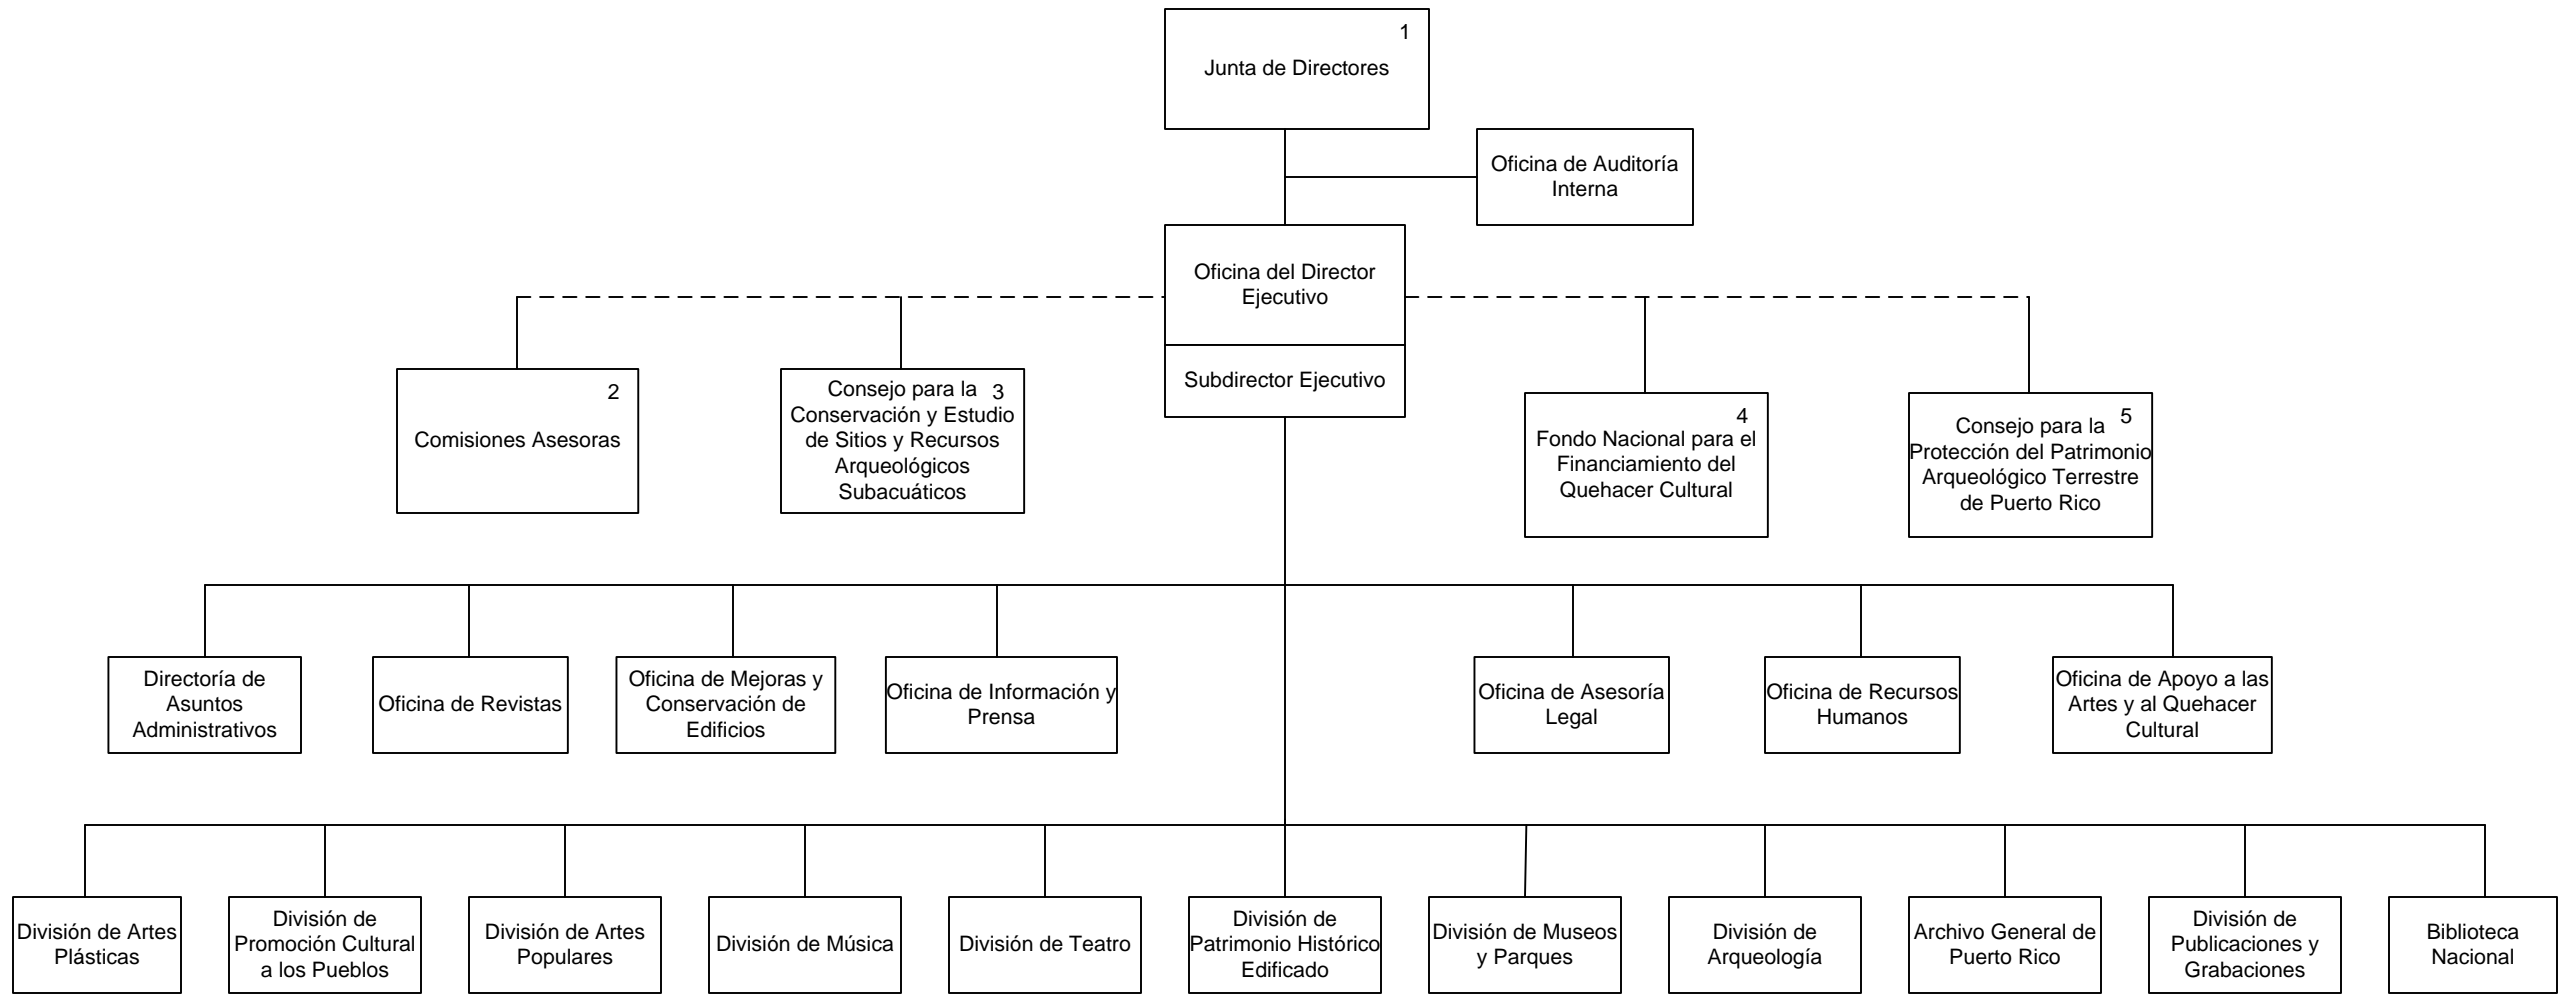 1
Junta de Directores
Oficina de Auditoría
Interna
Oficina del Director
Ejecutivo
Subdirector Ejecutivo
2
Comisiones Asesoras
Consejo para la 3
Conservación y Estudio
de Sitios y Recursos
Arqueológicos
Subacuáticos
4
Fondo Nacional para el
Financiamiento del
Quehacer Cultural
5
Consejo para la
Protección del Patrimonio
Arqueológico Terrestre
de Puerto Rico
Directoría de
Asuntos
Administrativos
Oficina de Revistas
Oficina de Mejoras y
Conservación de
Edificios
Oficina de Información y
Prensa
Oficina de Asesoría
Legal
Oficina de Recursos
Humanos
Oficina de Apoyo a las
Artes y al Quehacer
Cultural
División de Artes
Plásticas
División de
Promoción Cultural
a los Pueblos
División de Artes
Populares
División de Música
División de Teatro
División de
Patrimonio Histórico
Edificado
División de Museos
y Parques
División de
Arqueología
Archivo General de
Puerto Rico
División de
Publicaciones y
Grabaciones
Biblioteca
Nacional